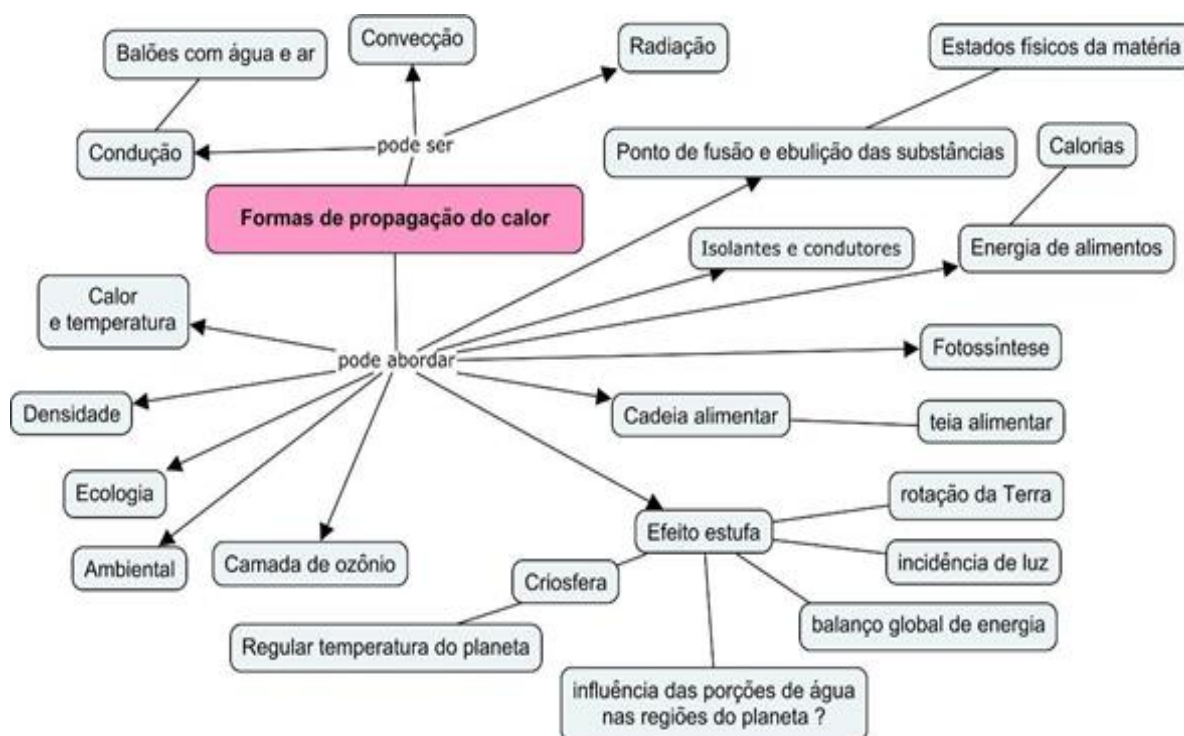 Balões com água e ar
Convecção
Radiação
Estados físicos da matéria
Condução
pode ser
Ponto de fusão e ebulição das substâncias
Calorias
Formas de propagação do calor
Isolantes e condutores
Energia de alimentos
Calor
e temperatura
pode abordar
Fotossíntese
Densidade
Cadeia alimentar
teia alimentar
Ecologia
rotação da Terra
Efeito estufa
Ambiental
Camada de ozônio
incidência de luz
Criosfera
balanço global de energia
Regular temperatura do planeta
influência das porções de água
nas regiões do planeta ?